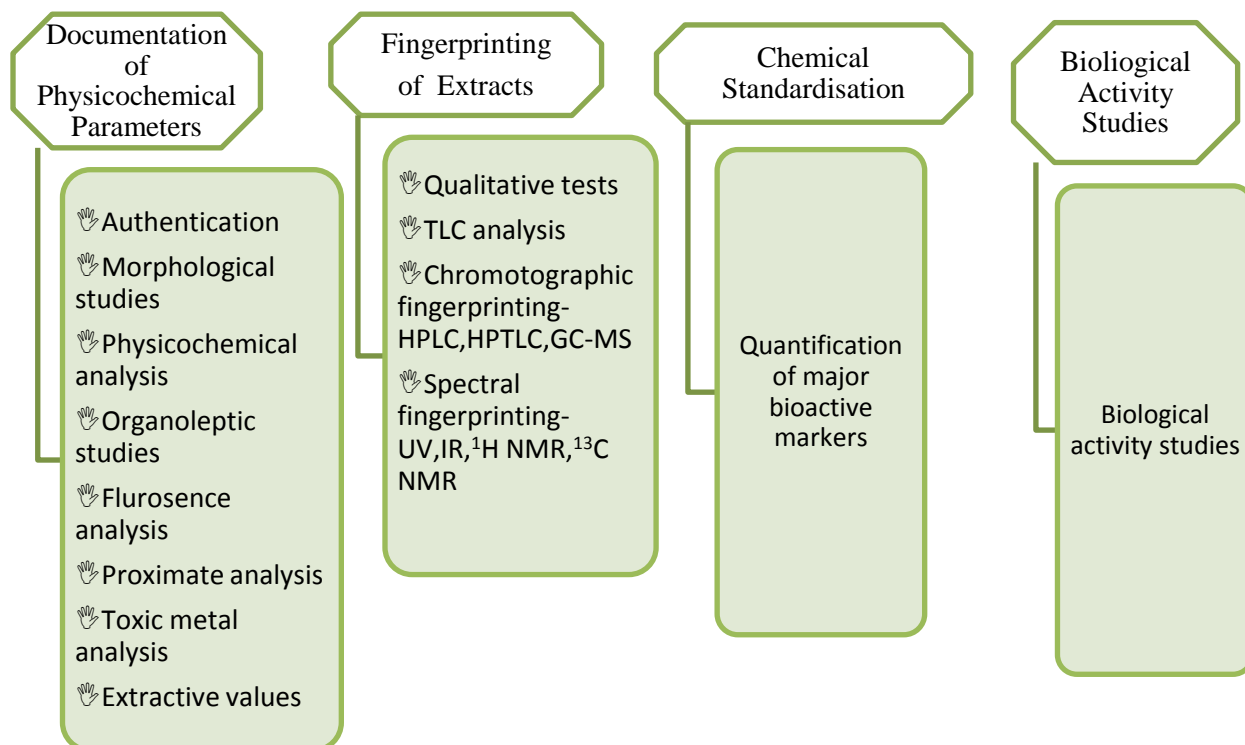 Documentation
of
Physicochemical
Parameters
Authentication
Morphological
studies
Physicochemical
analysis
Organoleptic
studies
Flurosence
analysis
Proximate analysis
Toxic metal
analysis
Extractive values
Fingerprinting
of Extracts
Qualitative tests
TLC analysis
Chromotographic
fingerprinting-
HPLC,HPTLC,GC-MS
Spectral
fingerprinting-
UV,IR,¹H NMR,¹³C
NMR
Chemical
Standardisation
Quantification
of major
bioactive
markers
Bioliogical
Activity
Studies
Biological
activity studies